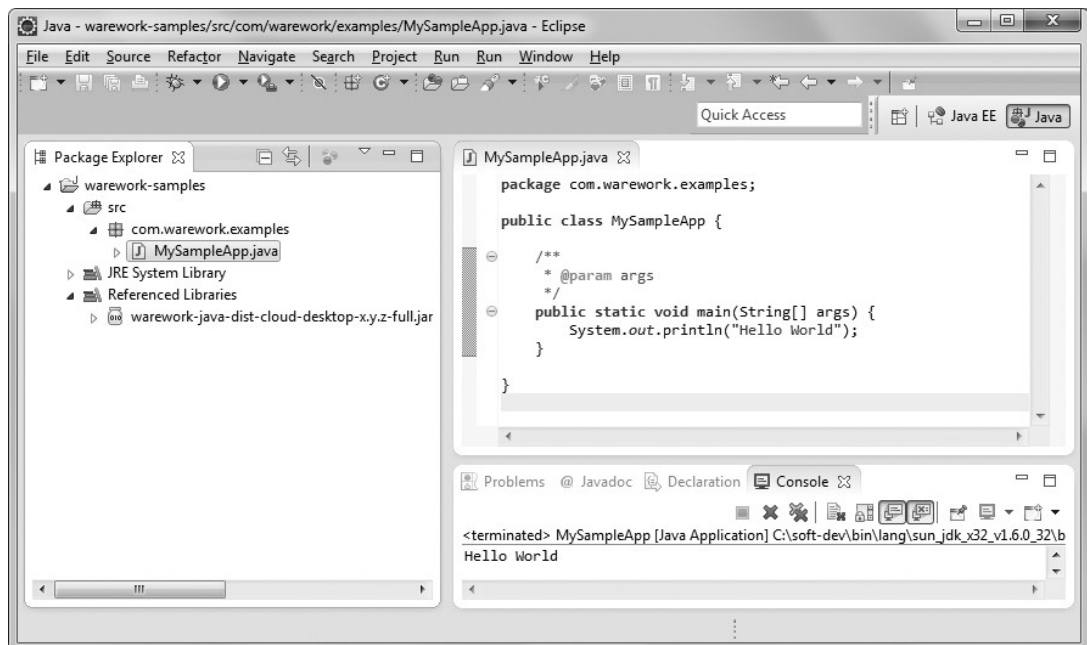 Java - warework-samples/src/com/warework/examples/MySampleApp.java - Eclipse
File Edit Source Refactor Navigate Search Project Run Run Window Help
Quick Access
Java EE
Java
Package Explorer
warework-samples
src
com.warework.examples
MySampleApp.java
JRE System Library
Referenced Libraries
warework-java-dist-cloud-desktop-x.y.z-full.jar
MySampleApp.java
package com.warework.examples;
public class MySampleApp {
/**
* @param args
*/
public static void main(String[] args) {
System.out.println("Hello World");
}
}
Problems @ Javadoc Declaration Console
<terminated> MySampleApp [Java Application] C:\soft-dev\bin\lang\sun_jdk_x32_v1.6.0_32\b
Hello World